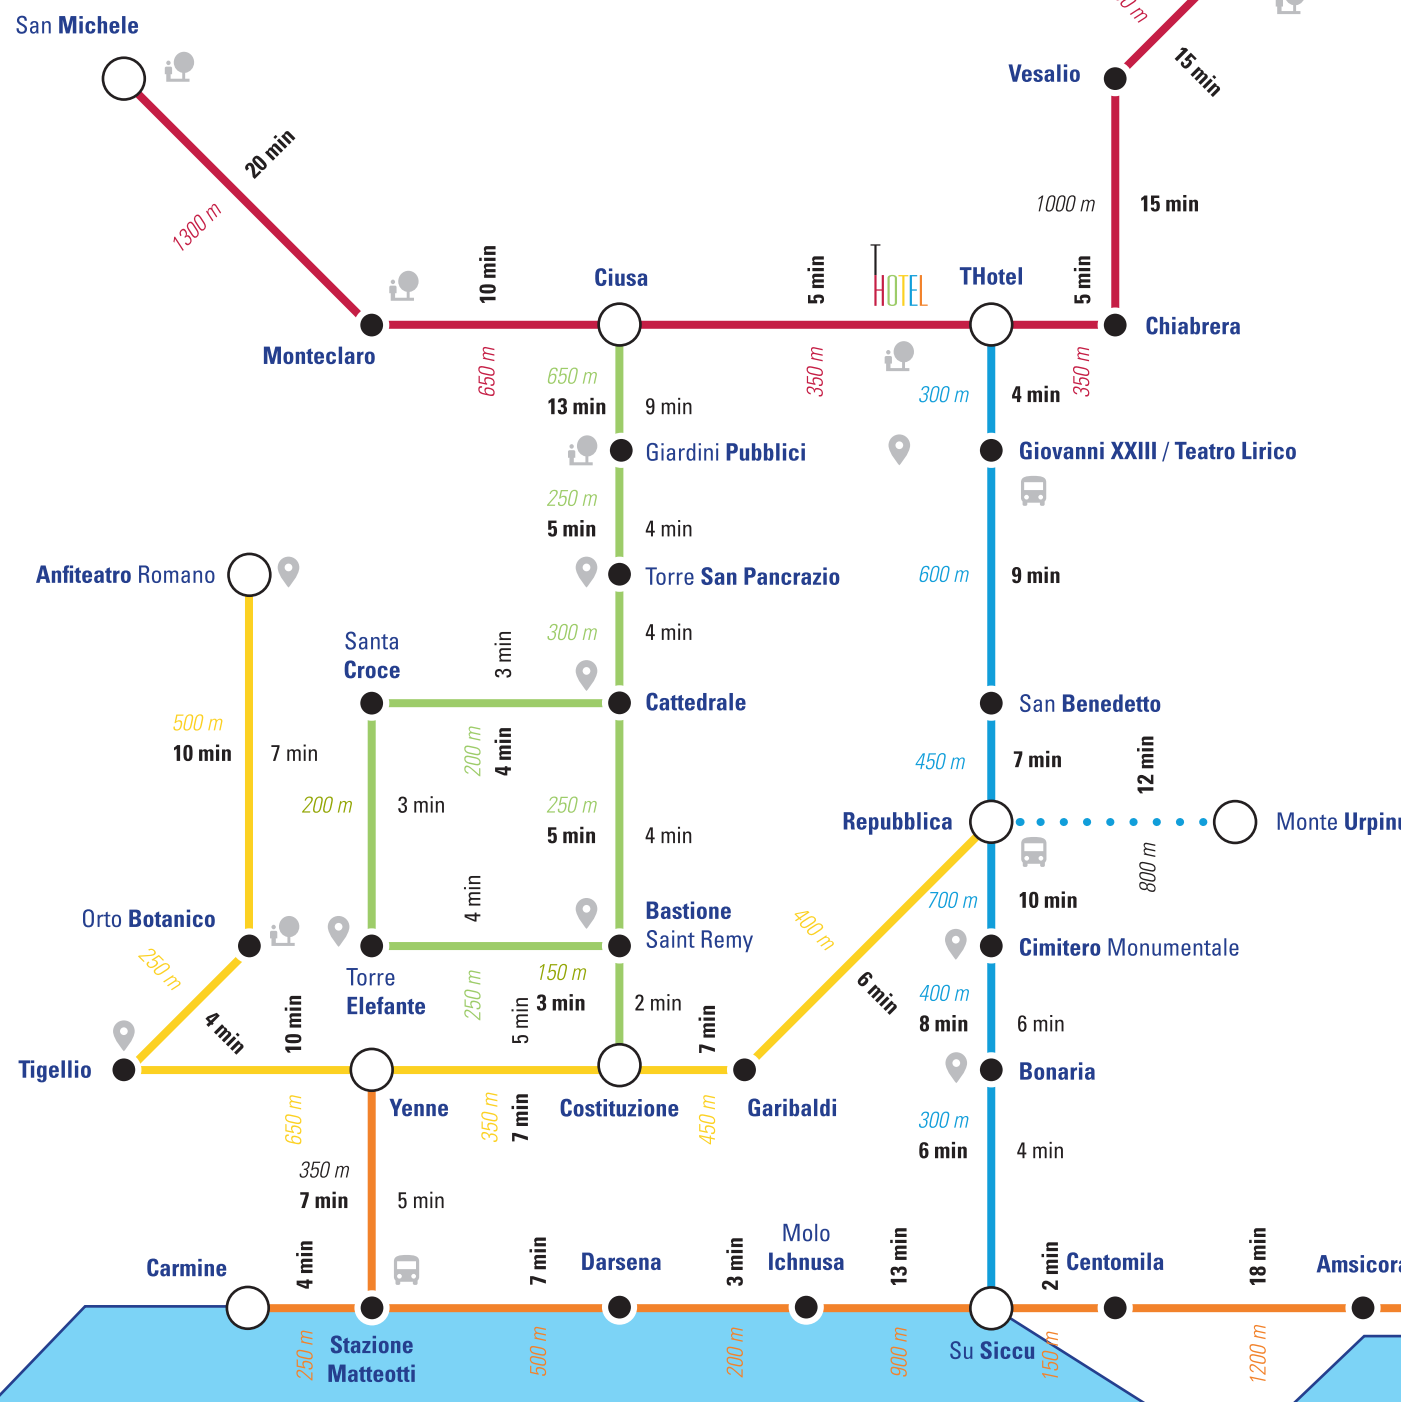 San Michele
0 m
15 min
Vesalio
20 min
1300 m
1000 m
15 min
10 min
Ciusa
5 min
HOTEL
THotel
5 min
Chiabrera
Monteclaro
650 m
350 m
350 m
650 m
13 min
9 min
300 m
4 min
Giardini Pubblici
Giovanni XXIII / Teatro Lirico
250 m
5 min
4 min
Anfiteatro Romano
Torre San Pancrazio
600 m
9 min
300 m
4 min
Santa
Croce
3 min
Cattedrale
San Benedetto
200 m
4 min
500 m
10 min
7 min
450 m
7 min
12 min
200 m
3 min
250 m
5 min
4 min
Repubblica
Monte Urpinu
800 m
Orto Botanico
4 min
Bastione
Saint Remy
400 m
700 m
10 min
Cimitero Monumentale
250 m
Torre
Elefante
250 m
150 m
3 min
2 min
6 min
400 m
8 min
6 min
4 min
10 min
5 min
7 min
Tigellio
Bonaria
Yenne
Costituzione
Garibaldi
650 m
350 m
7 min
450 m
300 m
6 min
4 min
350 m
7 min
5 min
Carmine
4 min
7 min
Darsena
3 min
Molo
Ichnusa
13 min
2 min
Centomila
18 min
Amsicora
Stazione
Matteotti
250 m
500 m
200 m
900 m
Su Siccu
150 m
1200 m